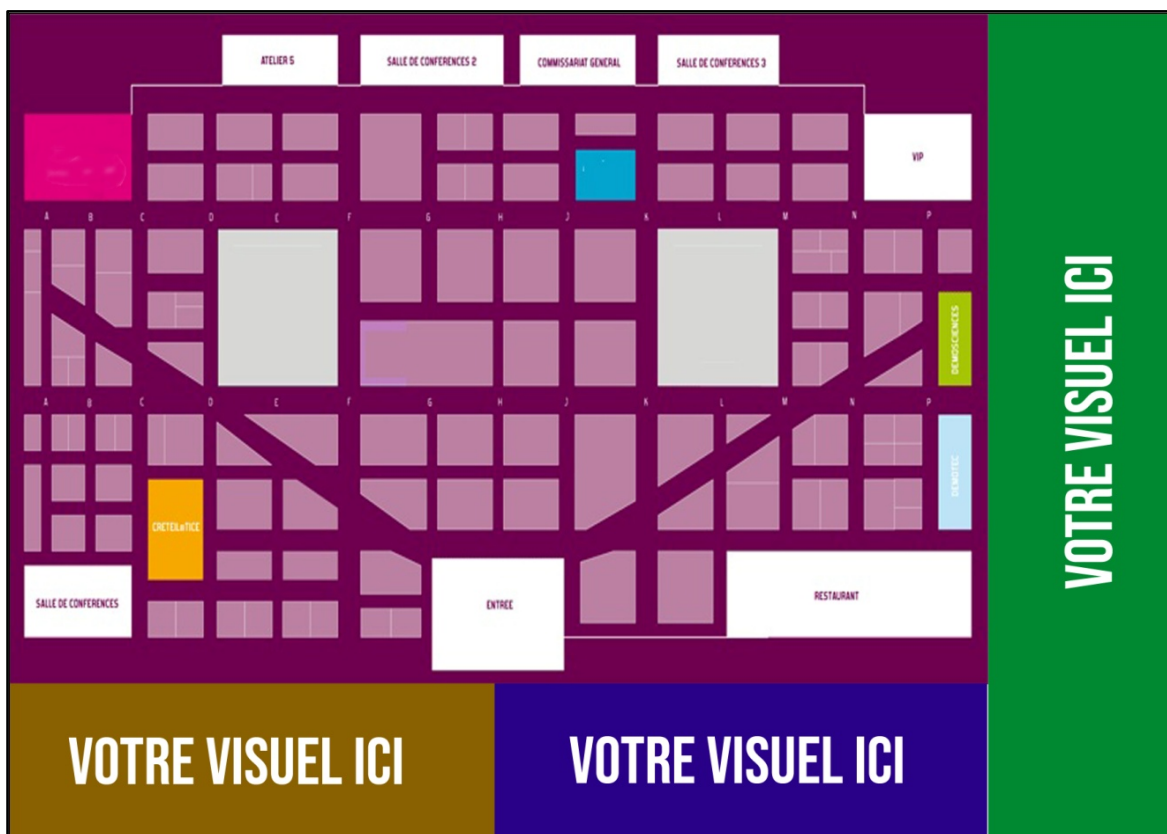 ATELIER 5
SALLE DE CONFERENCES 2
COMMISSARIAT GENERAL
SALLE DE CONFERENCES 3
VIP
A B C D E F G H J K L M N P
DEMOSCIENCES
A B C D E F G H J K L M N P
DEMOTEC
CRETEILaTICE
SALLE DE CONFERENCES
ENTREE
RESTAURANT
VOTRE VISUEL ICI
VOTRE VISUEL ICI
VOTRE VISUEL ICI